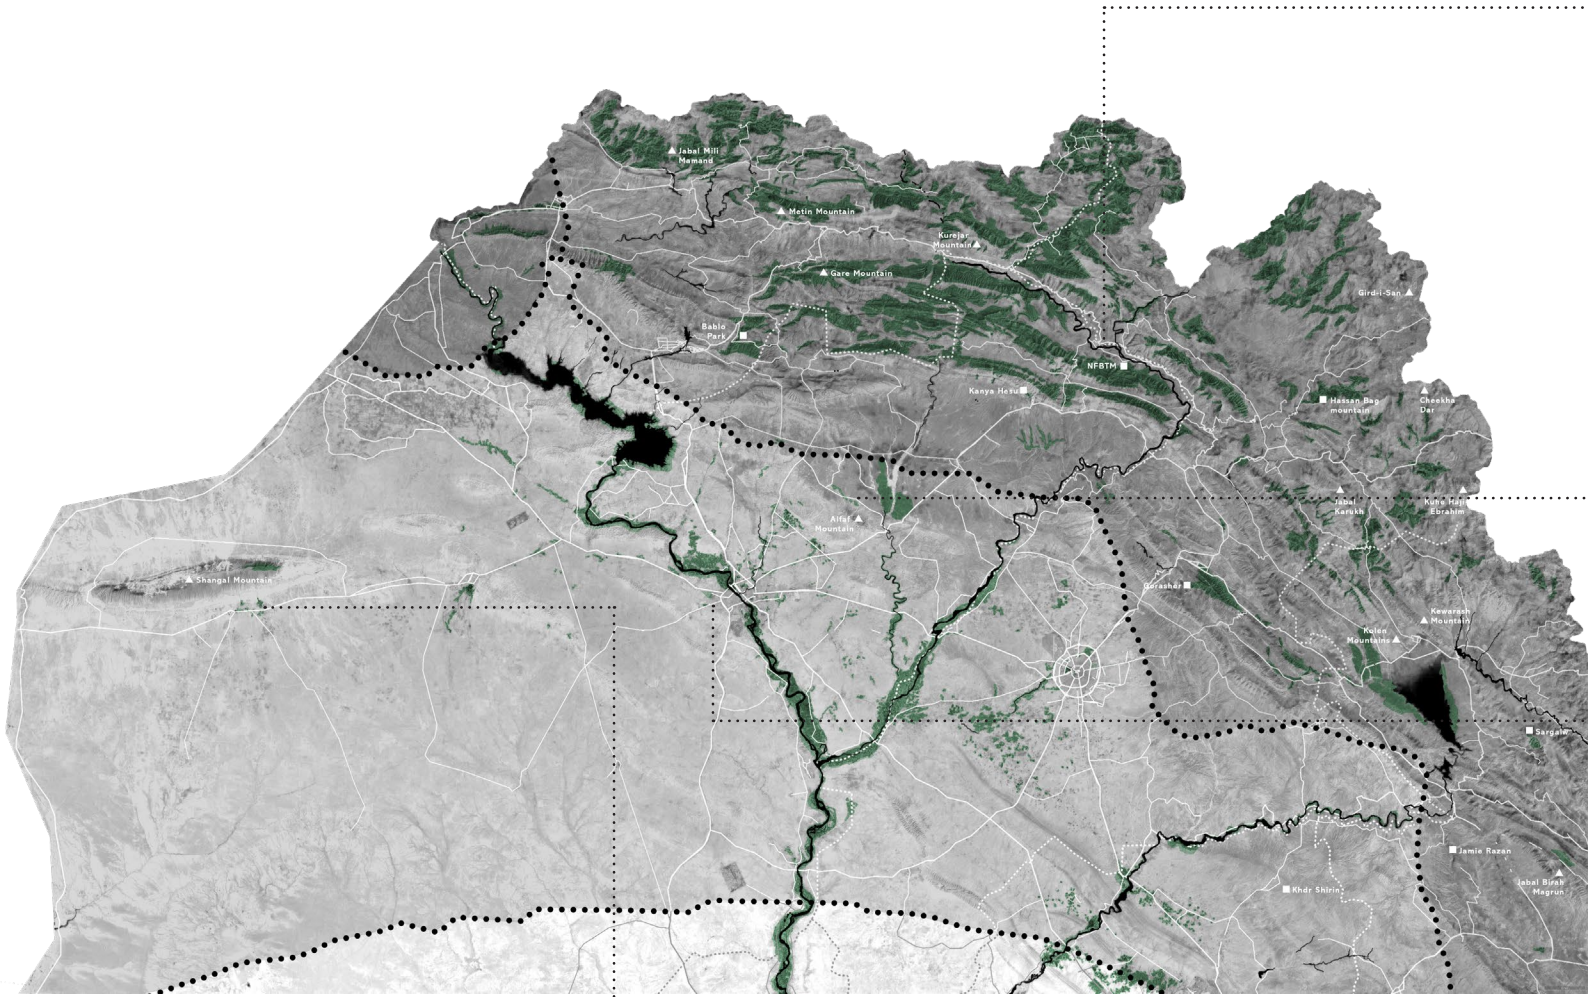 Jabal Mili
Mamand
Metin Mountain
Kurejar
Mountain
Gare Mountain
Gird-i-San
Bablo
Park
NFBTM
Kanya Hesu
Hassan Bag
mountain
Cheekha
Dar
Jabal
Karukh
Kuhe Haji
Ebrahim
Alfaf
Mountain
Shangal Mountain
Qerasher
Kewarash
Mountain
Kolen
Mountains
Sargalu
Jamie Razan
Khdr Shirin
Jabal Birah
Magrun